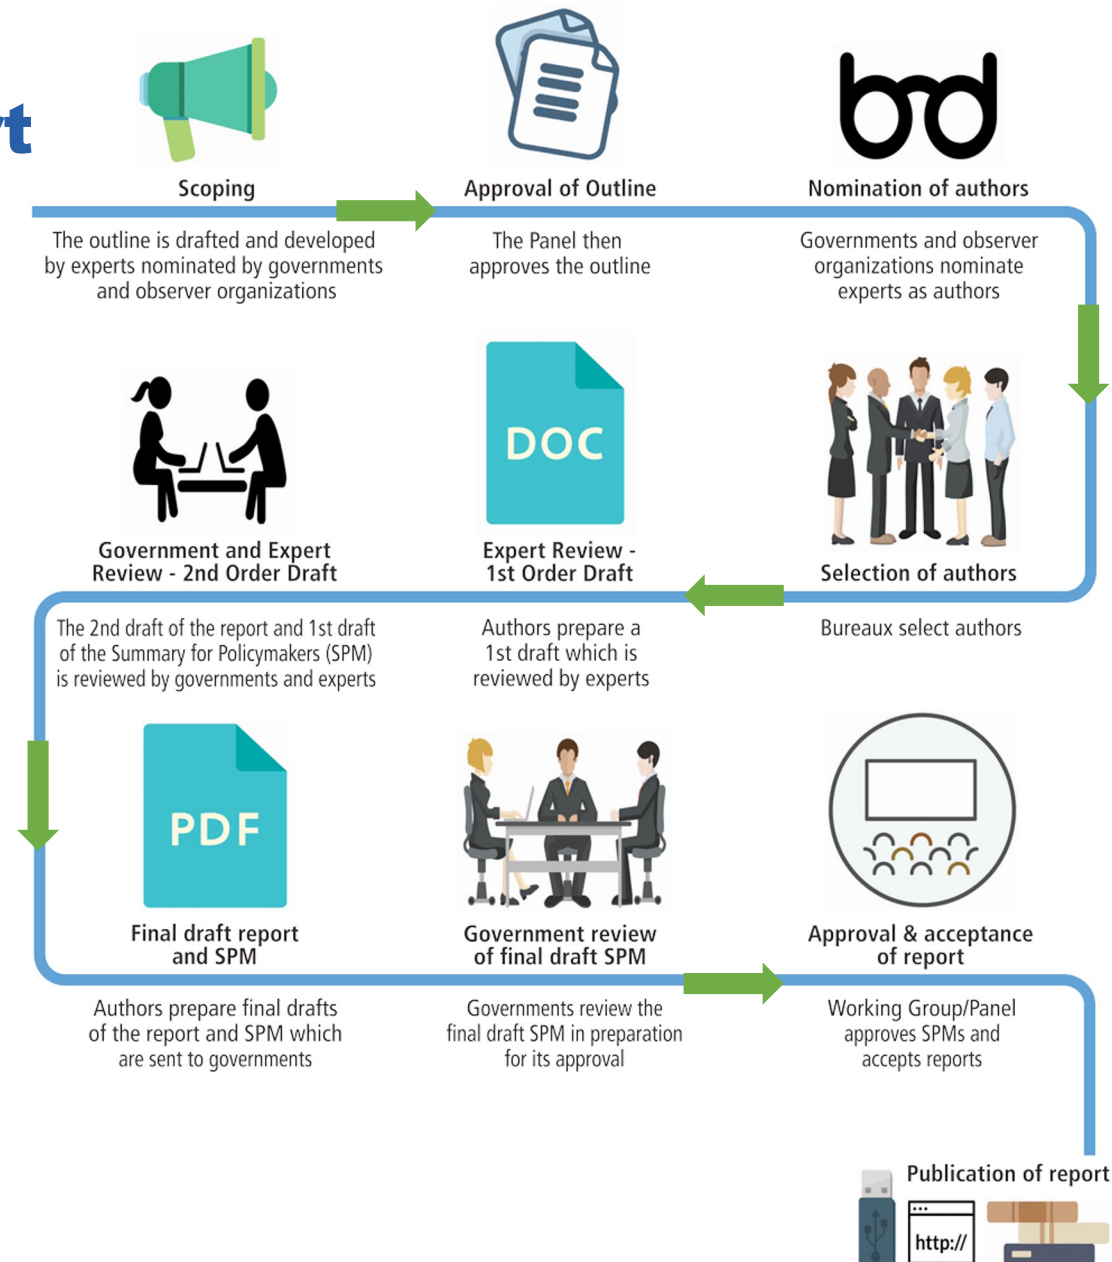 Scoping
The outline is drafted and developed
by experts nominated by governments
and observer organizations
Approval of Outline
The Panel then
approves the outline
Nomination of authors
Governments and observer
organizations nominate
experts as authors
Selection of authors
Bureaux select authors
DOC
Expert Review -
1st Order Draft
Authors prepare a
1st draft which is
reviewed by experts
Government and Expert
Review - 2nd Order Draft
The 2nd draft of the report and 1st draft
of the Summary for Policymakers (SPM)
is reviewed by governments and experts
PDF
Final draft report
and SPM
Authors prepare final drafts
of the report and SPM which
are sent to governments
Government review
of final draft SPM
Governments review the
final draft SPM in preparation
for its approval
Approval & acceptance
of report
Working Group/Panel
approves SPMs and
accepts reports
Publication of report
http://